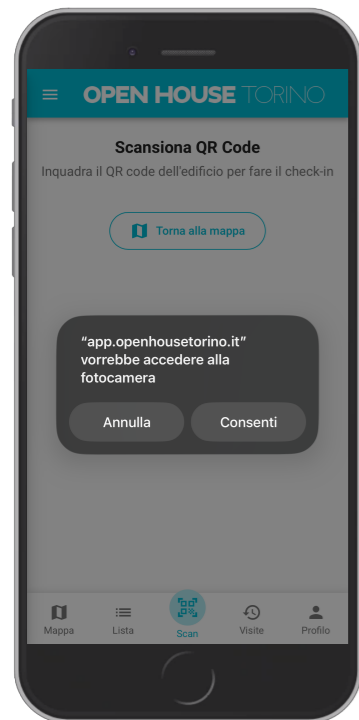 OPEN HOUSE TORINO
Scansiona QR Code
Inquadra il QR code dell'edificio per fare il check-in
Torna alla mappa
“app.openhousetorino.it”
vorrebbe accedere alla
fotocamera
Annulla Consenti
Mappa Lista Scan Visite Profilo